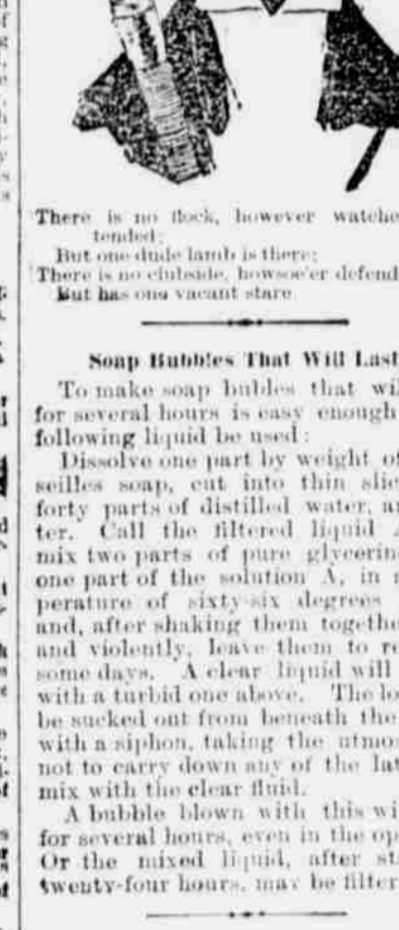 There is no flock, however watche
tended;
But one dude lamb is there;
There is no clubside, howsoe'er defend
But has one vacant stare
Soap Bubbles That Will Last
To make soap bubles that wil
for several hours is easy enough
following liquid be used:
Dissolve one part by weight of
seilles soap, cut into thin slic
forty parts of distilled water, a
ter. Call the filtered liquid A
mix two parts of pure glycerin
one part of the solution A, in a
perature of sixty-six degrees
and, after shaking them togethe
and violently, leave them to re
some days. A clear liquid will
with a turbid one above. The lo
be sucked out from beneath the
with a siphon, taking the utmos
not to carry down any of the lat
mix with the clear fluid.
A bubble blown with this wi
for several hours, even in the op
Or the mixed liquid, after st
twenty-four hours, may be filter